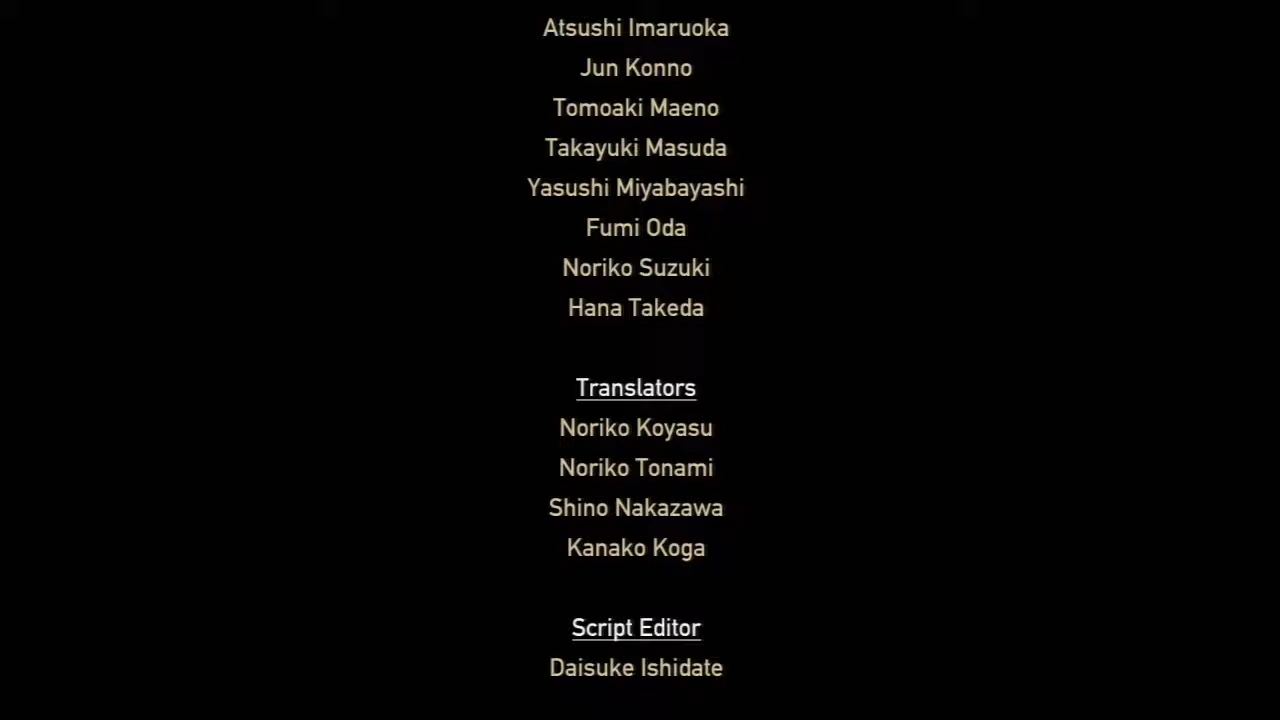 Atsushi Imaruoka
Jun Konno
Tomoaki Maeno
Takayuki Masuda
Yasushi Miyabayashi
Fumi Oda
Noriko Suzuki
Hana Takeda
Translators
Noriko Koyasu
Noriko Tonami
Shino Nakazawa
Kanako Koga
Script Editor
Daisuke Ishidate